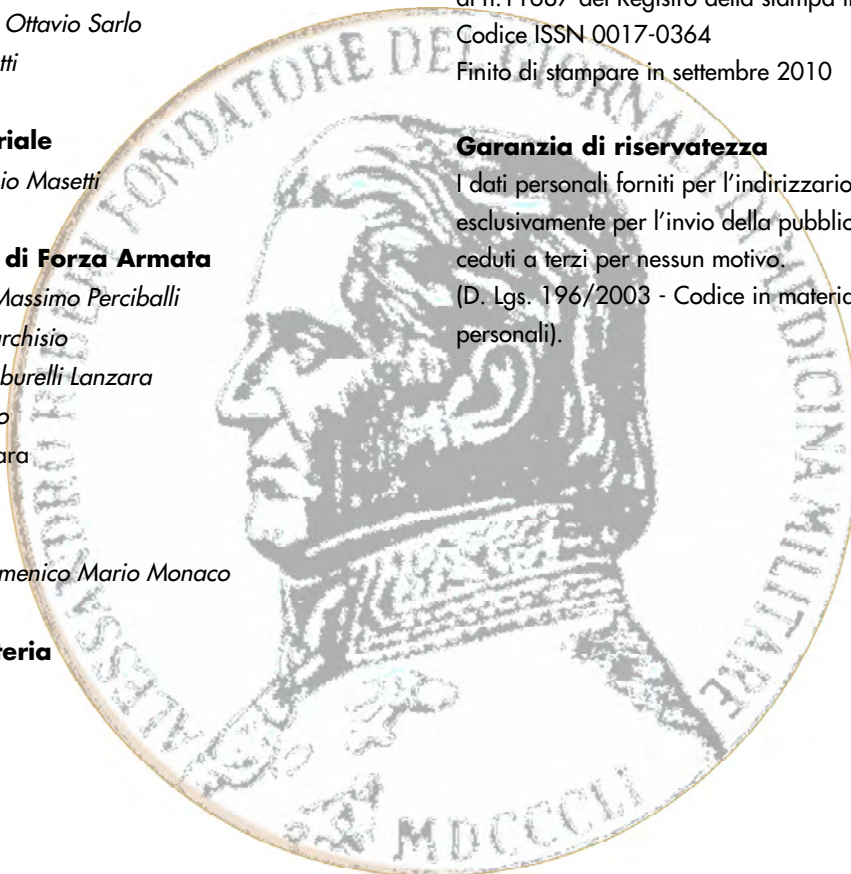 Ottavio Sarlo
tti
riale
io Masetti
di Forza Armata
Massimo Perciballi
archisio
burelli Lanzara
o
ara
menico Mario Monaco
teria
Codice ISSN 0017-0364
Finito di stampare in settembre 2010
Garanzia di riservatezza
I dati personali forniti per l'indirizzario
esclusivamente per l'invio della pubblic
ceduti a terzi per nessun motivo.
(D. Lgs. 196/2003 - Codice in materia
personali).
FONDATORE DEL GIORNALE DI MEDICINA MILITARE
MDCCCLI